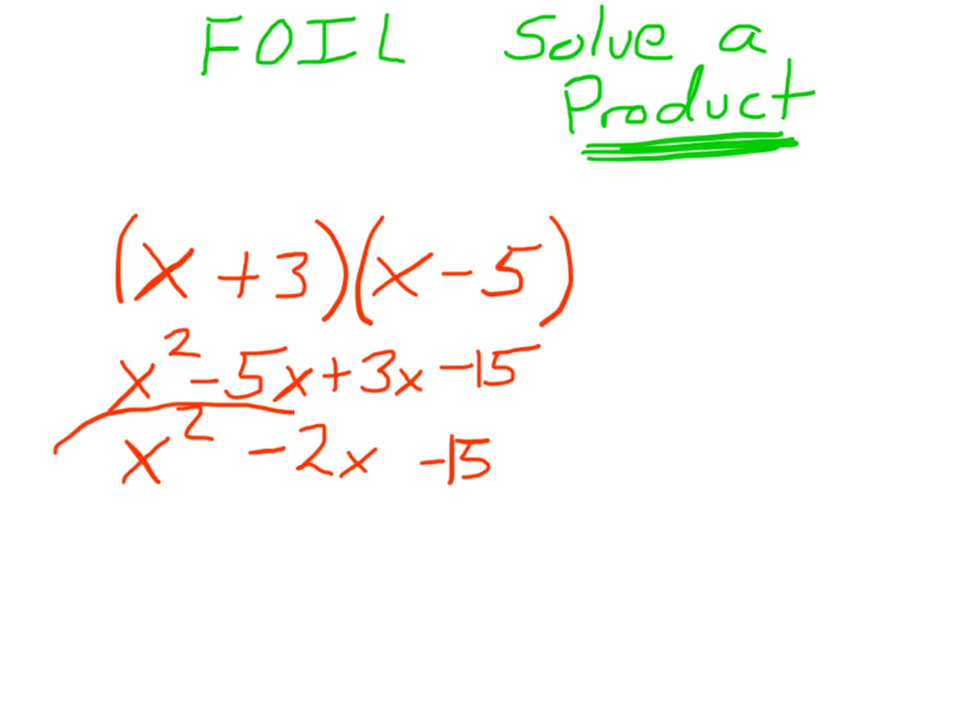 FOIL Solve a
Product
(x + 3)(x - 5)
x² - 5x + 3x - 15
x² - 2x - 15